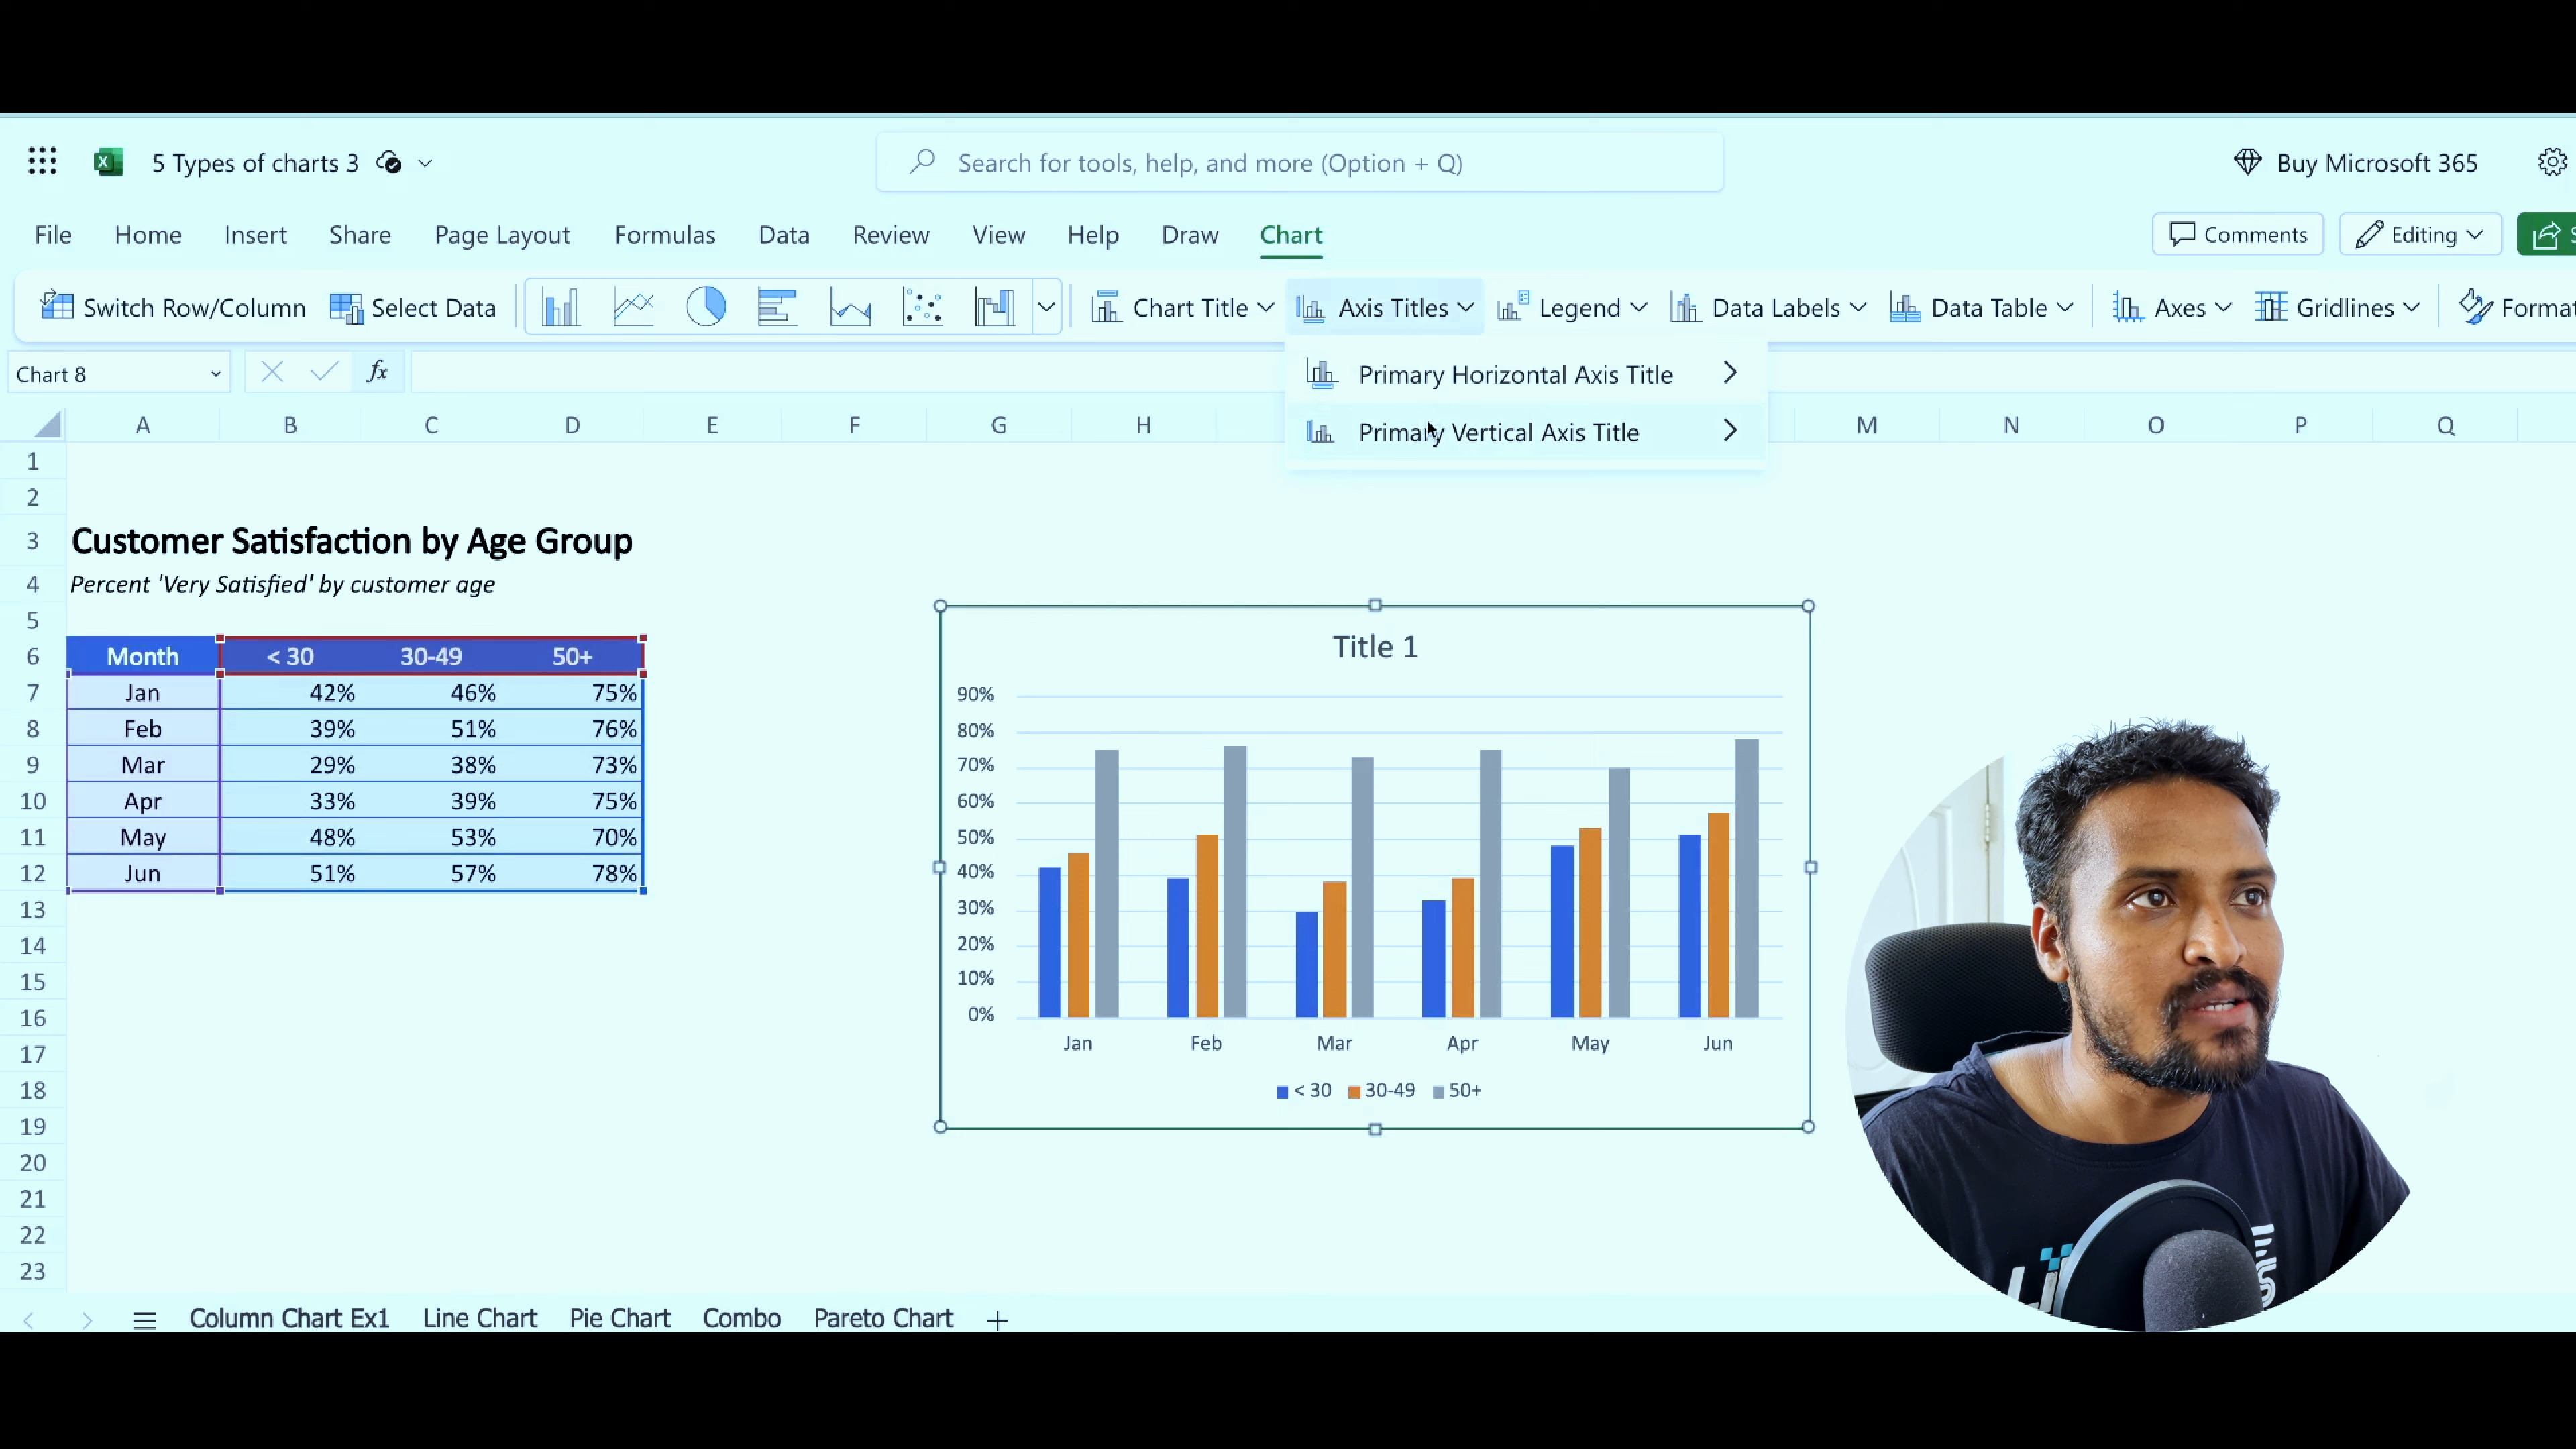 5 Types of charts 3
Search for tools, help, and more (Option + Q)
Buy Microsoft 365
File Home Insert Share Page Layout Formulas Data Review View Help Draw Chart
Comments Editing
Switch Row/Column Select Data Chart Title Axis Titles Legend Data Labels Data Table Axes Gridlines
Chart 8 fx
Primary Horizontal Axis Title
Primary Vertical Axis Title
A B C D E F G H M N O P Q
1
2
3 Customer Satisfaction by Age Group
4 Percent 'Very Satisfied' by customer age
5
6 Month < 30 30-49 50+
7 Jan 42% 46% 75%
8 Feb 39% 51% 76%
9 Mar 29% 38% 73%
10 Apr 33% 39% 75%
11 May 48% 53% 70%
12 Jun 51% 57% 78%
13
14
15
16
17
18
19
20
21
22
23
Title 1
90%
80%
70%
60%
50%
40%
30%
20%
10%
0%
Jan Feb Mar Apr May Jun
< 30 30-49 50+
Column Chart Ex1 Line Chart Pie Chart Combo Pareto Chart